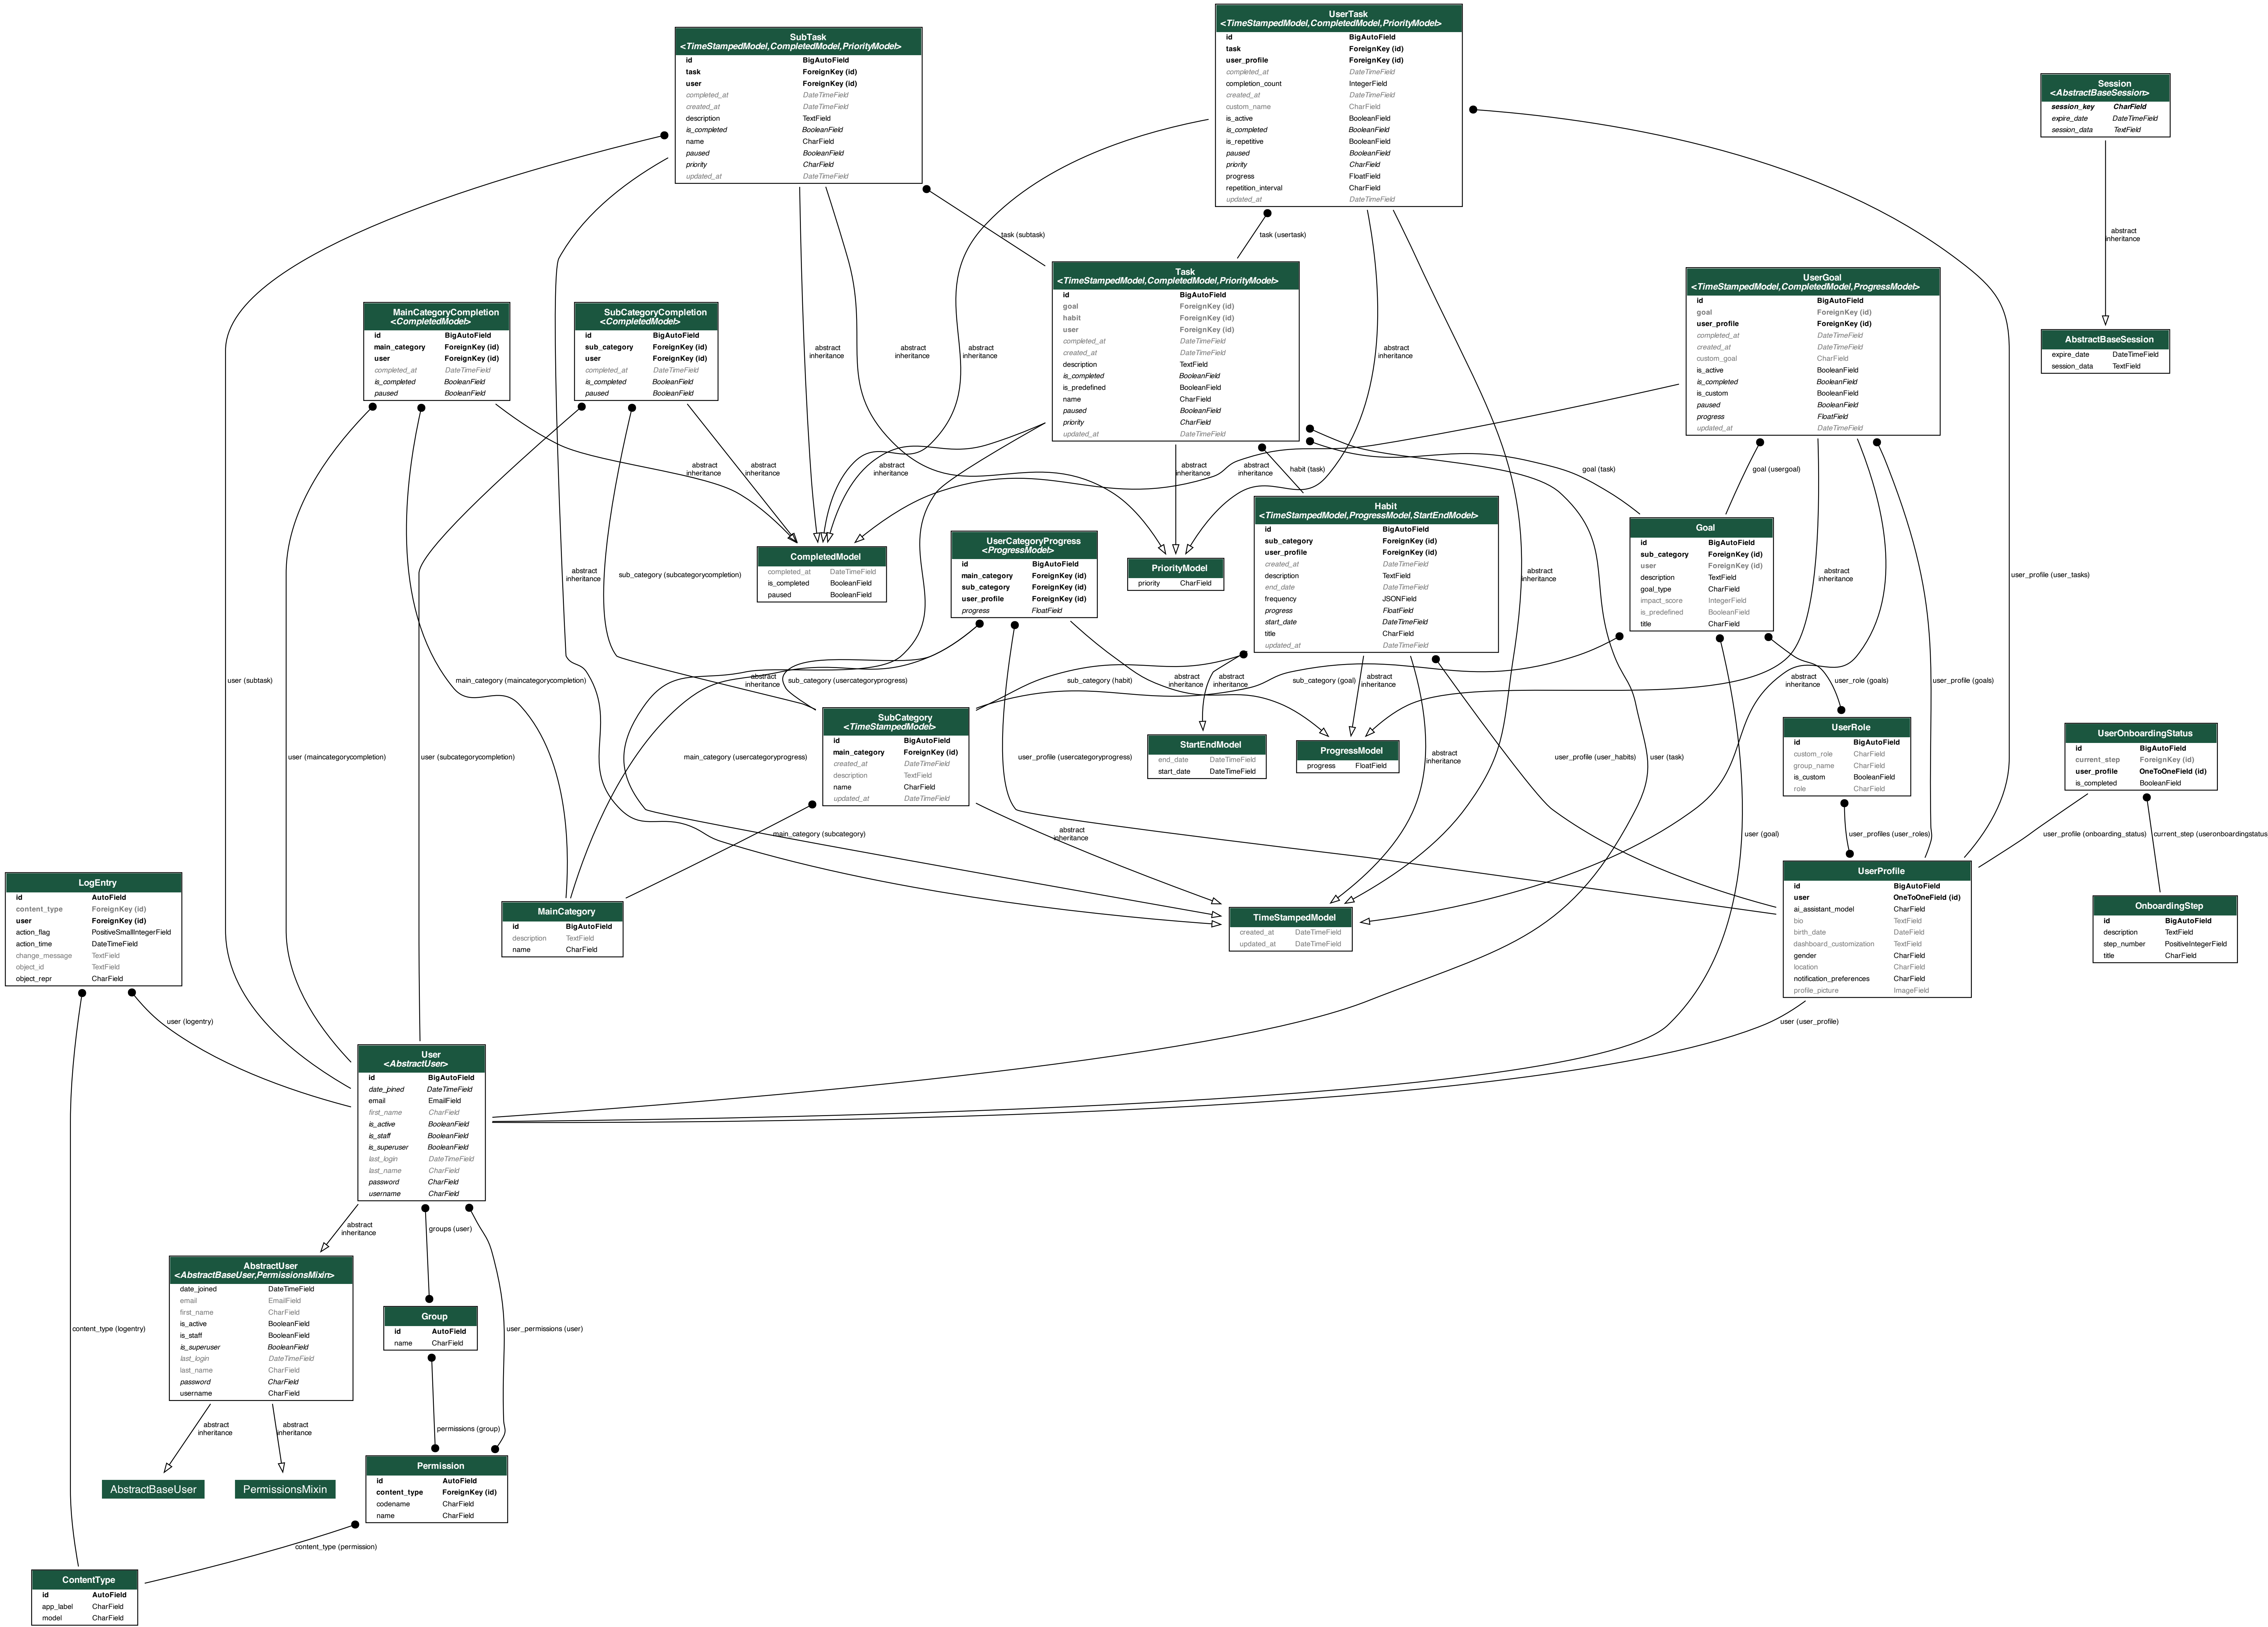 UserTask
<TimeStampedModel,CompletedModel,PriorityModel>
id BigAutoField
task ForeignKey (id)
user_profile ForeignKey (id)
completed_at DateTimeField
completion_count IntegerField
created_at DateTimeField
custom_name CharField
is_active BooleanField
is_completed BooleanField
is_repetitive BooleanField
paused BooleanField
priority CharField
progress FloatField
repetition_interval CharField
updated_at DateTimeField
SubTask
<TimeStampedModel,CompletedModel,PriorityModel>
id BigAutoField
task ForeignKey (id)
user ForeignKey (id)
completed_at DateTimeField
created_at DateTimeField
description TextField
is_completed BooleanField
name CharField
paused BooleanField
priority CharField
updated_at DateTimeField
Session
<AbstractBaseSession>
session_key CharField
expire_date DateTimeField
session_data TextField
task (subtask)
task (usertask)
abstract
inheritance
Task
<TimeStampedModel,CompletedModel,PriorityModel>
id BigAutoField
goal ForeignKey (id)
habit ForeignKey (id)
user ForeignKey (id)
completed_at DateTimeField
created_at DateTimeField
description TextField
is_completed BooleanField
is_predefined BooleanField
name CharField
paused BooleanField
priority CharField
updated_at DateTimeField
UserGoal
<TimeStampedModel,CompletedModel,ProgressModel>
id BigAutoField
goal ForeignKey (id)
user_profile ForeignKey (id)
completed_at DateTimeField
created_at DateTimeField
custom_goal CharField
is_active BooleanField
is_completed BooleanField
is_custom BooleanField
paused BooleanField
progress FloatField
updated_at DateTimeField
MainCategoryCompletion
<CompletedModel>
id BigAutoField
main_category ForeignKey (id)
user ForeignKey (id)
completed_at DateTimeField
is_completed BooleanField
paused BooleanField
SubCategoryCompletion
<CompletedModel>
id BigAutoField
sub_category ForeignKey (id)
user ForeignKey (id)
completed_at DateTimeField
is_completed BooleanField
paused BooleanField
abstract
inheritance
abstract
inheritance
abstract
inheritance
abstract
inheritance
AbstractBaseSession
expire_date DateTimeField
session_data TextField
abstract
inheritance
abstract
inheritance
abstract
inheritance
abstract
inheritance
abstract
inheritance
habit (task)
goal (task)
goal (usergoal)
Habit
<TimeStampedModel,ProgressModel,StartEndModel>
id BigAutoField
sub_category ForeignKey (id)
user_profile ForeignKey (id)
created_at DateTimeField
description TextField
end_date DateTimeField
frequency JSONField
progress FloatField
start_date DateTimeField
title CharField
updated_at DateTimeField
Goal
id BigAutoField
sub_category ForeignKey (id)
user ForeignKey (id)
description TextField
goal_type CharField
impact_score IntegerField
is_predefined BooleanField
title CharField
UserCategoryProgress
<ProgressModel>
id BigAutoField
main_category ForeignKey (id)
sub_category ForeignKey (id)
user_profile ForeignKey (id)
progress FloatField
CompletedModel
completed_at DateTimeField
is_completed BooleanField
paused BooleanField
PriorityModel
priority CharField
abstract
inheritance
sub_category (subcategorycompletion)
abstract
inheritance
abstract
inheritance
user_profile (user_tasks)
user (subtask)
main_category (maincategorycompletion)
abstract
inheritance
sub_category (usercategoryprogress)
sub_category (habit)
abstract
inheritance
abstract
inheritance
sub_category (goal)
abstract
inheritance
abstract
inheritance
user_role (goals)
user_profile (goals)
SubCategory
<TimeStampedModel>
id BigAutoField
main_category ForeignKey (id)
created_at DateTimeField
description TextField
name CharField
updated_at DateTimeField
UserRole
id BigAutoField
custom_role CharField
group_name CharField
is_custom BooleanField
role CharField
UserOnboardingStatus
id BigAutoField
current_step ForeignKey (id)
user_profile OneToOneField (id)
is_completed BooleanField
StartEndModel
end_date DateTimeField
start_date DateTimeField
ProgressModel
progress FloatField
user (maincategorycompletion)
user (subcategorycompletion)
main_category (usercategoryprogress)
user_profile (usercategoryprogress)
abstract
inheritance
user_profile (user_habits)
user (task)
main_category (subcategory)
abstract
inheritance
user (goal)
user_profiles (user_roles)
user_profile (onboarding_status)
current_step (useronboardingstatus
UserProfile
id BigAutoField
user OneToOneField (id)
ai_assistant_model CharField
bio TextField
birth_date DateField
dashboard_customization TextField
gender CharField
location CharField
notification_preferences CharField
profile_picture ImageField
LogEntry
id AutoField
content_type ForeignKey (id)
user ForeignKey (id)
action_flag PositiveSmallIntegerField
action_time DateTimeField
change_message TextField
object_id TextField
object_repr CharField
MainCategory
id BigAutoField
description TextField
name CharField
TimeStampedModel
created_at DateTimeField
updated_at DateTimeField
OnboardingStep
id BigAutoField
description TextField
step_number PositiveIntegerField
title CharField
user (logentry)
user (user_profile)
User
<AbstractUser>
id BigAutoField
date_joined DateTimeField
email EmailField
first_name CharField
is_active BooleanField
is_staff BooleanField
is_superuser BooleanField
last_login DateTimeField
last_name CharField
password CharField
username CharField
abstract
inheritance
groups (user)
AbstractUser
<AbstractBaseUser,PermissionsMixin>
date_joined DateTimeField
email EmailField
first_name CharField
is_active BooleanField
is_staff BooleanField
is_superuser BooleanField
last_login DateTimeField
last_name CharField
password CharField
username CharField
Group
id AutoField
name CharField
content_type (logentry)
user_permissions (user)
abstract
inheritance
abstract
inheritance
permissions (group)
Permission
id AutoField
content_type ForeignKey (id)
codename CharField
name CharField
AbstractBaseUser
PermissionsMixin
content_type (permission)
ContentType
id AutoField
app_label CharField
model CharField